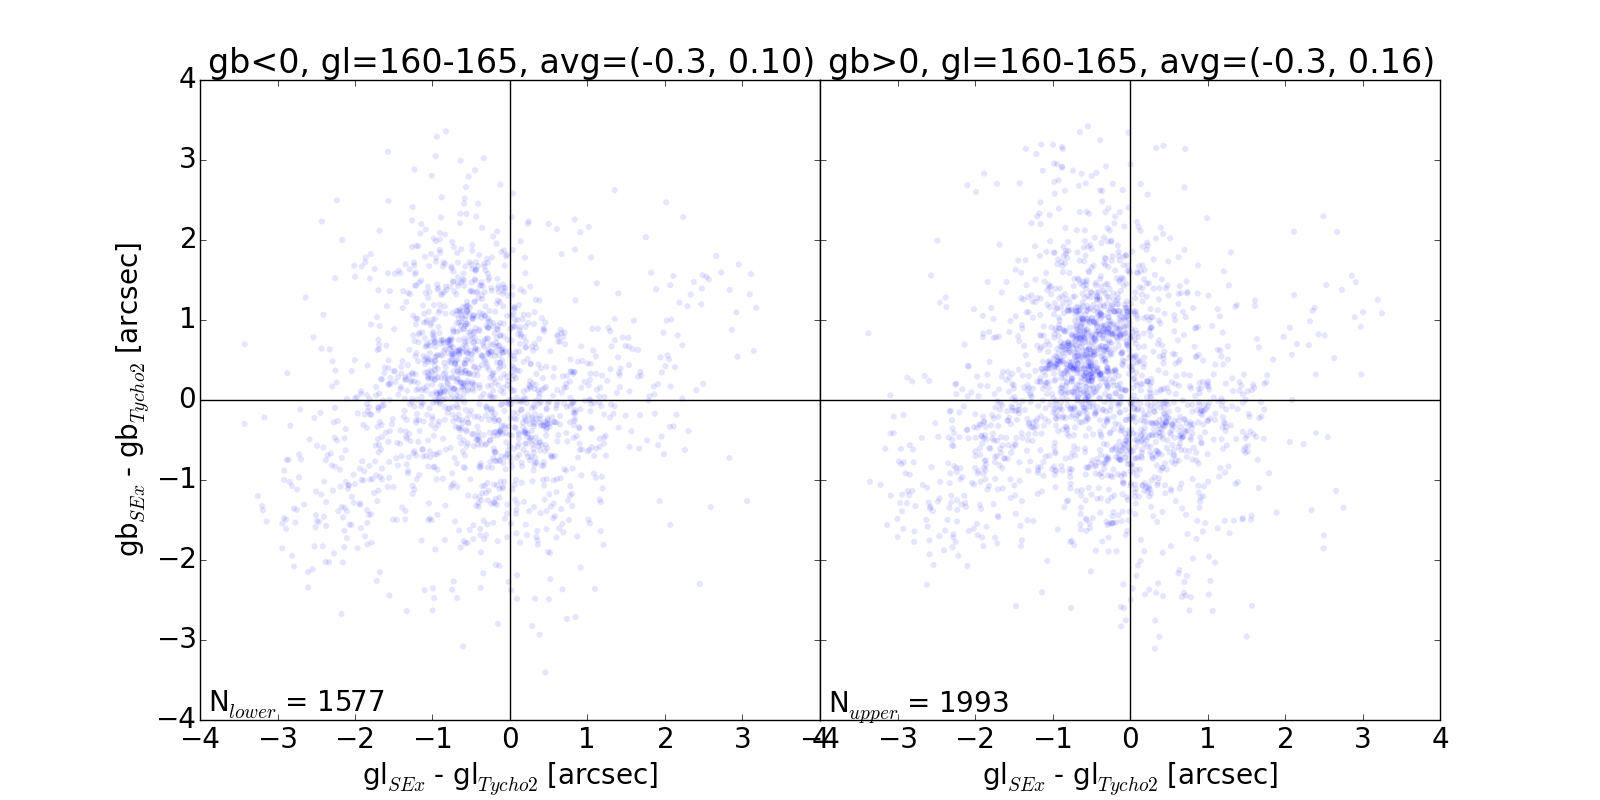 gb<0, gl=160-165, avg=(-0.3, 0.10) gb>0, gl=160-165, avg=(-0.3, 0.16)
4
3
2
1
0
−1
−2
−3
−4
gb_SEx - gb_Tycho2 [arcsec]
N_lower = 1577
N_upper = 1993
−4 −3 −2 −1 0 1 2 3 4
−4 −3 −2 −1 0 1 2 3 4
gl_SEx - gl_Tycho2 [arcsec]
gl_SEx - gl_Tycho2 [arcsec]